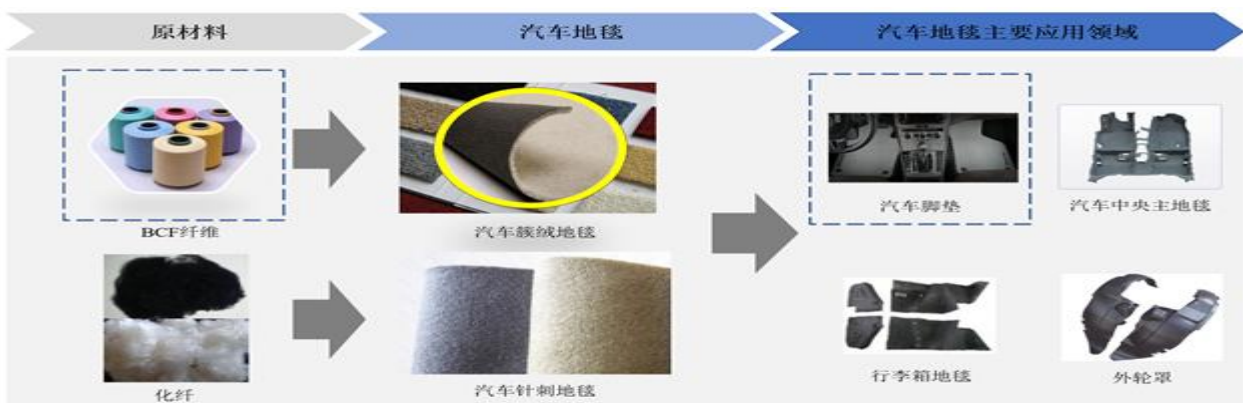 原材料
汽车地毯
汽车地毯主要应用领域
BCF纤维
汽车簇绒地毯
汽车脚垫
汽车中央主地毯
化纤
汽车针刺地毯
行李箱地毯
外轮罩